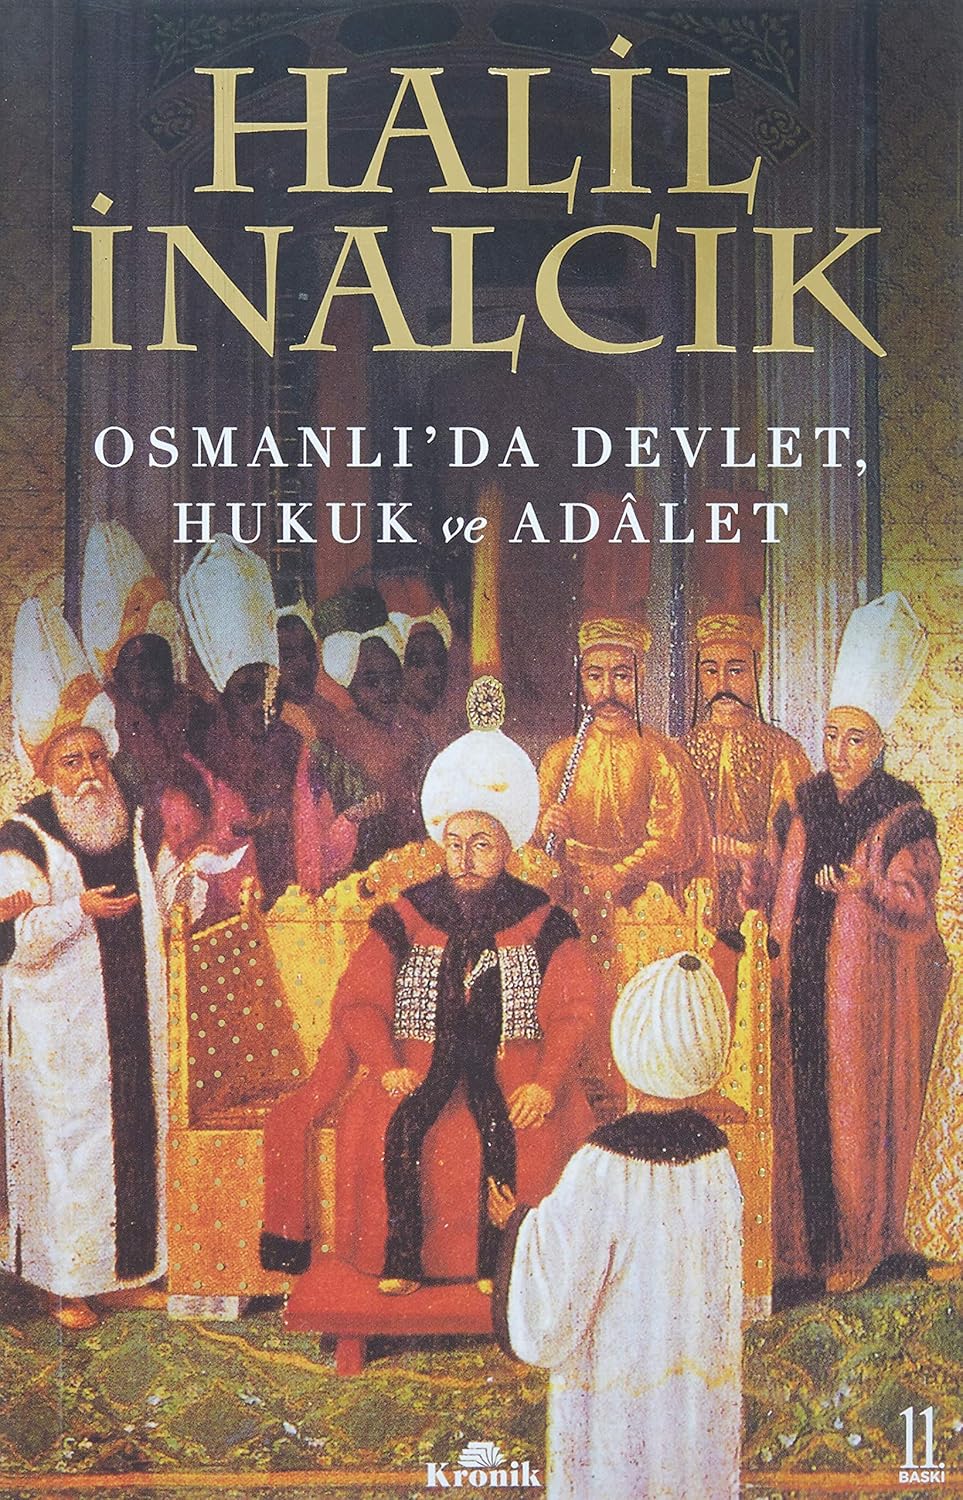 HALİL
İNALCIK
OSMANLI'DA DEVLET,
HUKUK ve ADÂLET
Kronik
11.
BASKI